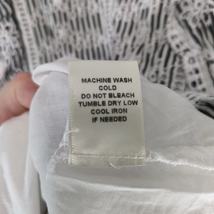 MACHINE WASH
COLD
DO NOT BLEACH
TUMBLE DRY LOW
COOL IRON
IF NEEDED